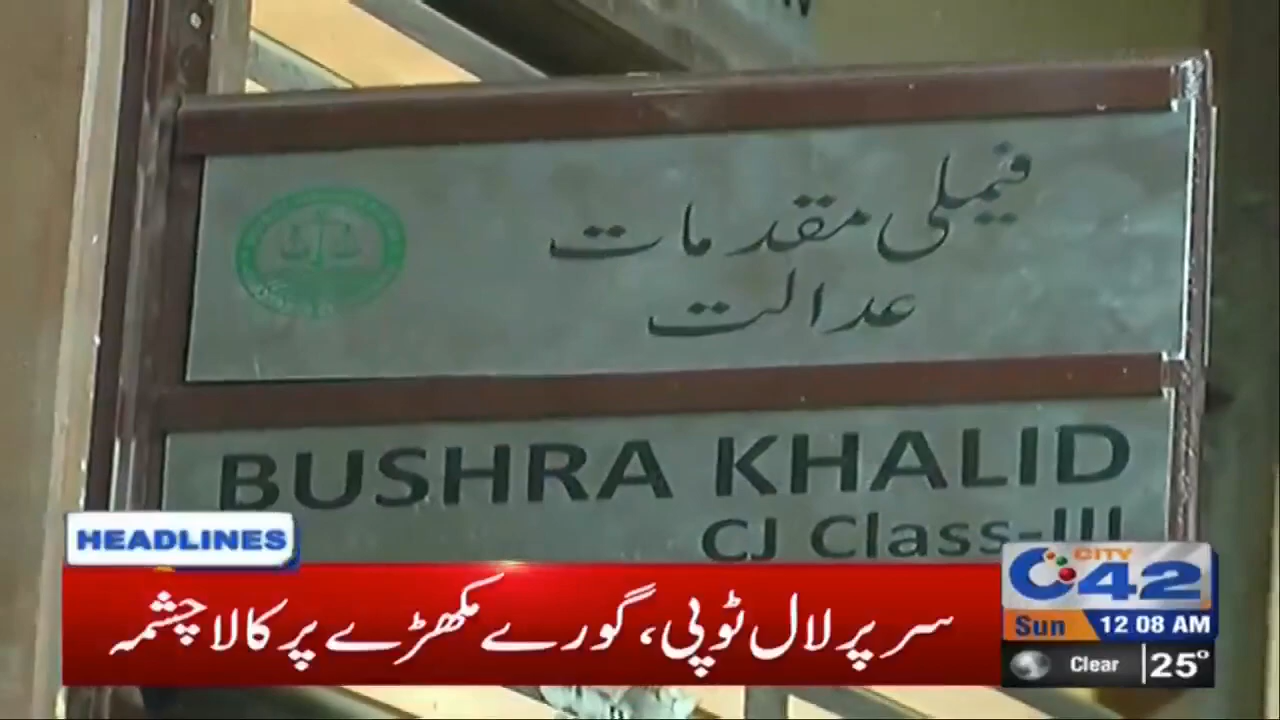 فیملی مقدمات
عدالت
BUSHRA KHALID
CJ Class-III
HEADLINES
سر پر لال ٹوپی، گورے مکھڑے پر کالا چشمہ
CITY
42
Sun 12 08 AM
Clear 25°